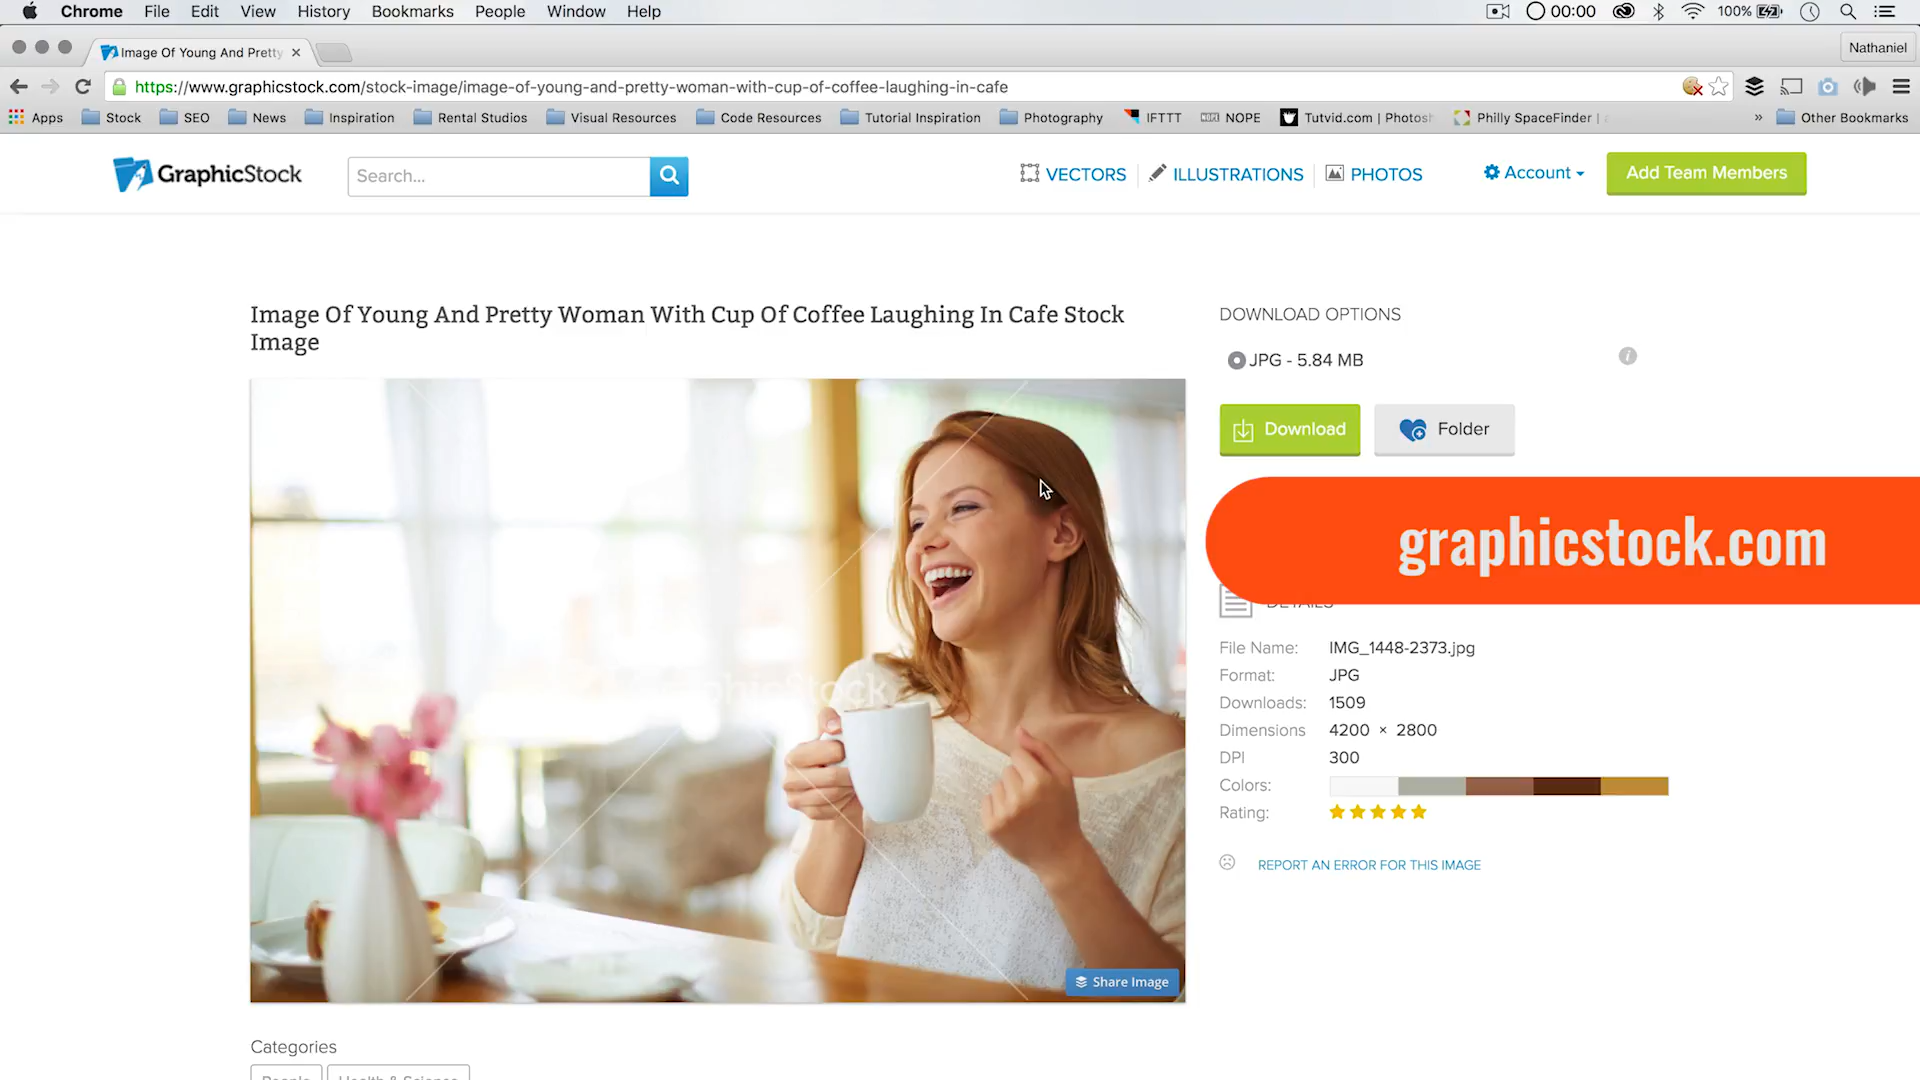 Chrome File Edit View History Bookmarks People Window Help 00:00 100%
Image Of Young And Pretty Nathaniel
https://www.graphicstock.com/stock-image/image-of-young-and-pretty-woman-with-cup-of-coffee-laughing-in-cafe
Apps Stock SEO News Inspiration Rental Studios Visual Resources Code Resources Tutorial Inspiration Photography IFTTT NOPE Tutvid.com | Photosh Philly SpaceFinder | » Other Bookmarks
GraphicStock Search... VECTORS ILLUSTRATIONS PHOTOS Account Add Team Members
Image Of Young And Pretty Woman With Cup Of Coffee Laughing In Cafe Stock
Image
DOWNLOAD OPTIONS
JPG - 5.84 MB
Download Folder
graphicstock.com
DETAILS
File Name: IMG_1448-2373.jpg
Format: JPG
Downloads: 1509
Dimensions 4200 × 2800
DPI 300
Colors:
Rating:
REPORT AN ERROR FOR THIS IMAGE
Share Image
Categories
People Health & Science